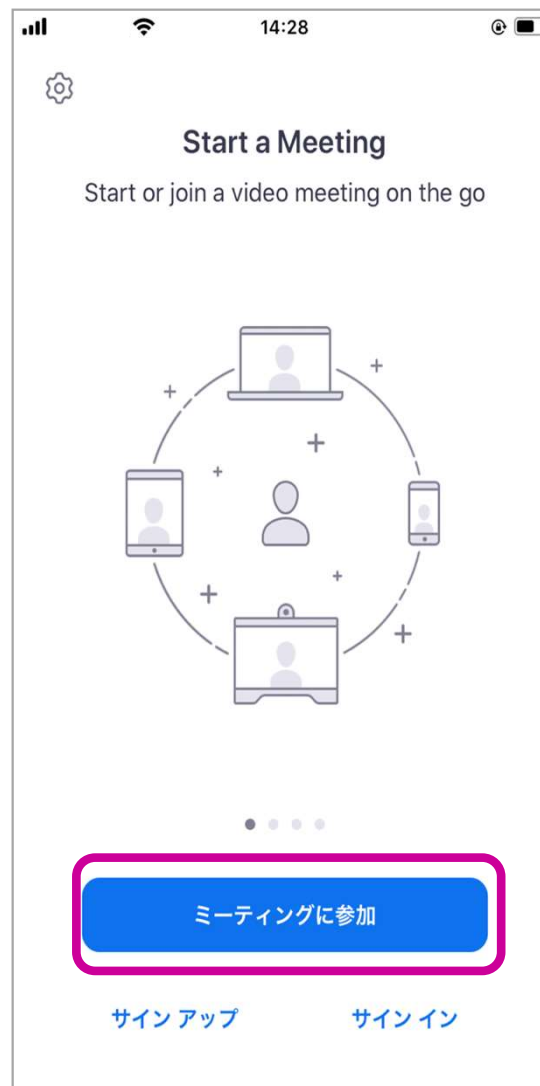 14:28
Start a Meeting
Start or join a video meeting on the go
ミーティングに参加
サイン アップ
サイン イン